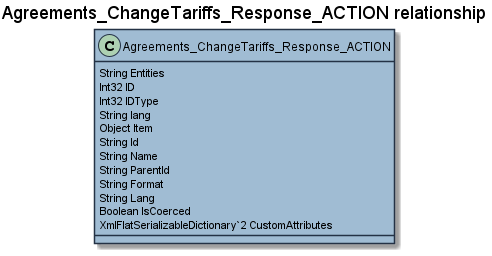 Agreements_ChangeTariffs_Response_ACTION relationship
C Agreements_ChangeTariffs_Response_ACTION
String Entities
Int32 ID
Int32 IDType
String lang
Object Item
String Id
String Name
String ParentId
String Format
String Lang
Boolean IsCoerced
XmlFlatSerializableDictionary`2 CustomAttributes